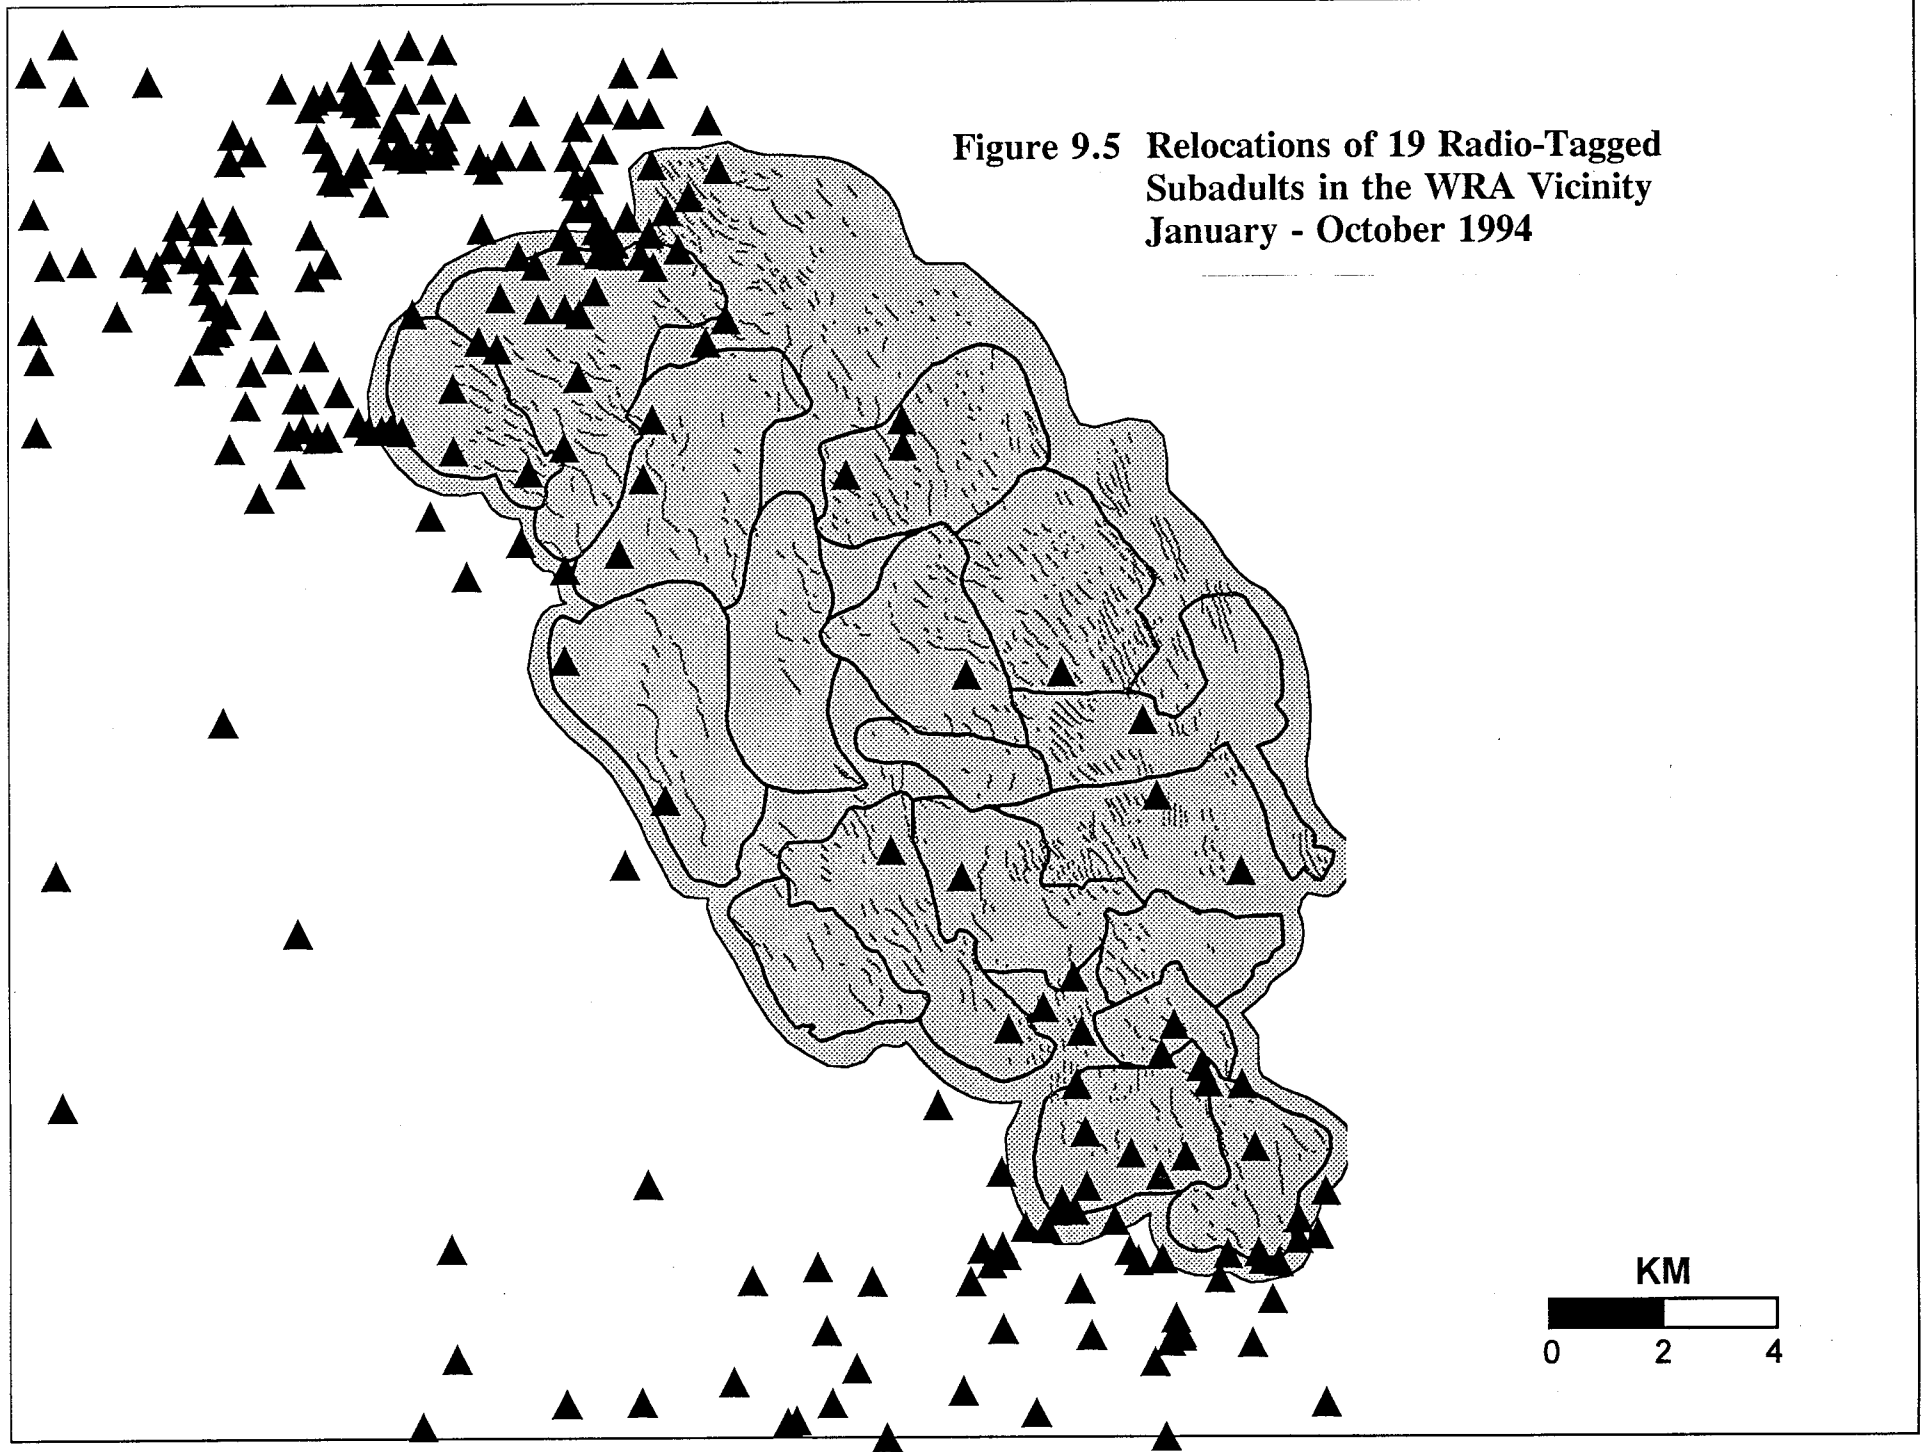 Figure 9.5 Relocations of 19 Radio-Tagged
Subadults in the WRA Vicinity
January - October 1994
KM
0 2 4